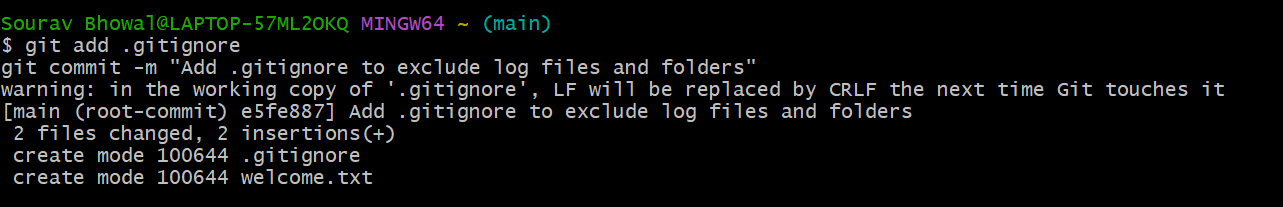 Sourav Bhowal@LAPTOP-57ML2OKQ MINGW64 ~ (main)
$ git add .gitignore
git commit -m "Add .gitignore to exclude log files and folders"
warning: in the working copy of '.gitignore', LF will be replaced by CRLF the next time Git touches it
[main (root-commit) e5fe887] Add .gitignore to exclude log files and folders
 2 files changed, 2 insertions(+)
 create mode 100644 .gitignore
 create mode 100644 welcome.txt